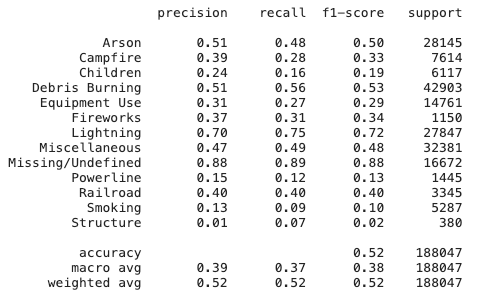 precision recall f1-score support
Arson 0.51 0.48 0.50 28145
Campfire 0.39 0.28 0.33 7614
Children 0.24 0.16 0.19 6117
Debris Burning 0.51 0.56 0.53 42903
Equipment Use 0.31 0.27 0.29 14761
Fireworks 0.37 0.31 0.34 1150
Lightning 0.70 0.75 0.72 27847
Miscellaneous 0.47 0.49 0.48 32381
Missing/Undefined 0.88 0.89 0.88 16672
Powerline 0.15 0.12 0.13 1445
Railroad 0.40 0.40 0.40 3345
Smoking 0.13 0.09 0.10 5287
Structure 0.01 0.07 0.02 380
accuracy 0.52 188047
macro avg 0.39 0.37 0.38 188047
weighted avg 0.52 0.52 0.52 188047